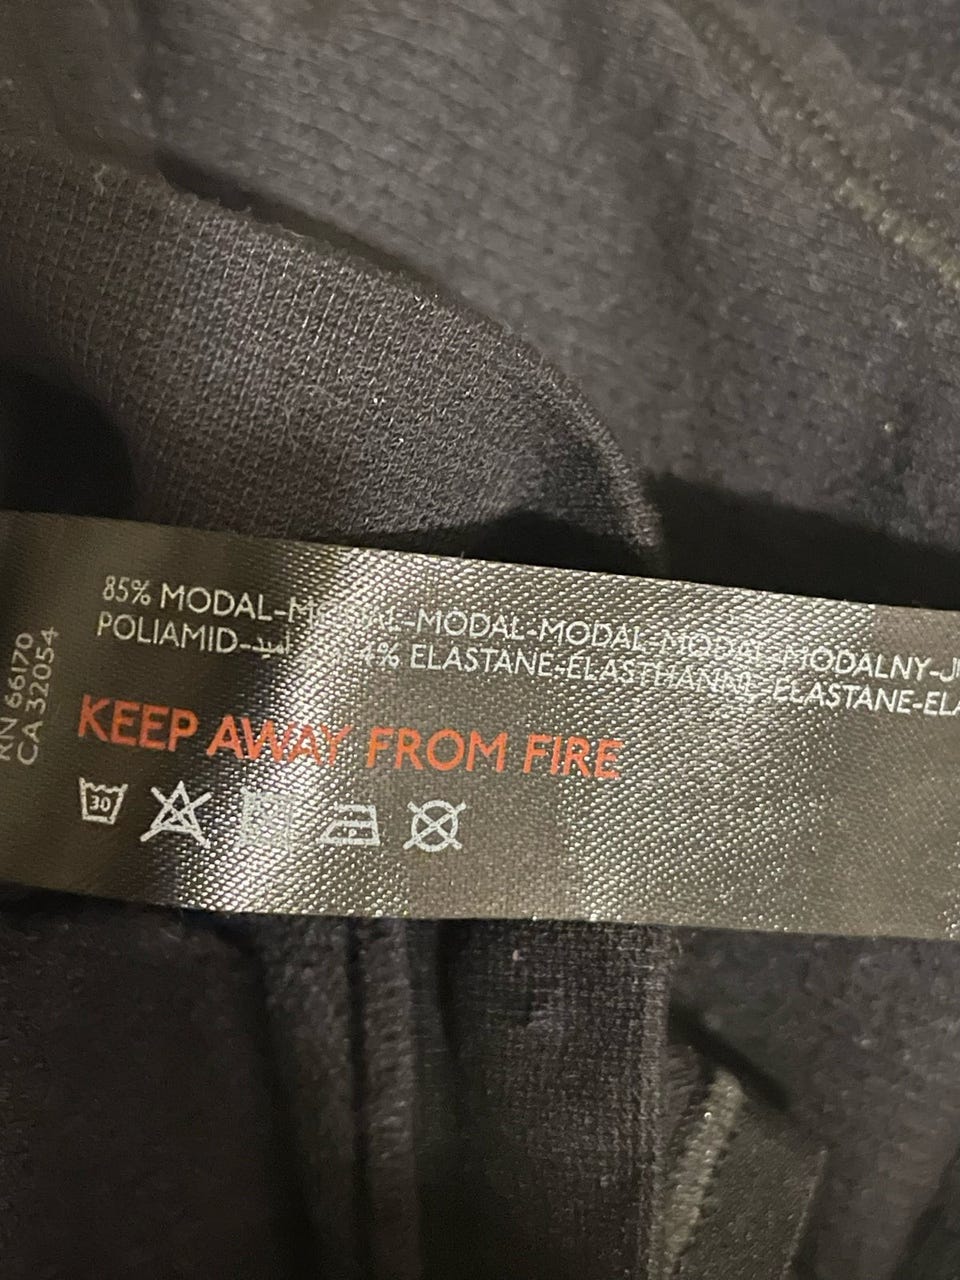 85% MODAL- -MODAL-MODAL-MODAL-MODALNY-
POLIAMID- 4% ELASTANE-ELASTHANNE-ELASTANE-
KEEP AWAY FROM FIRE
30
RN 66170
CA 32054